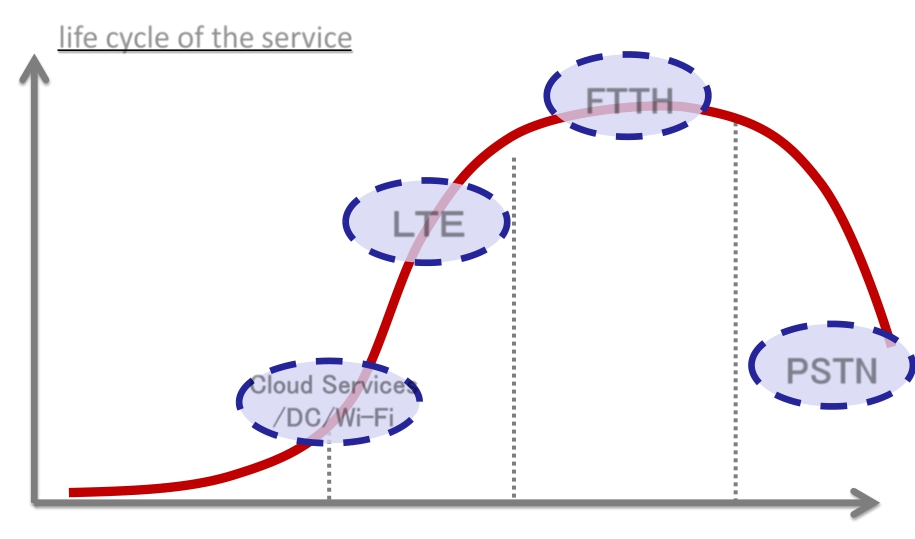 life cycle of the service
FTTH
LTE
Cloud Services
/DC/Wi-Fi
PSTN